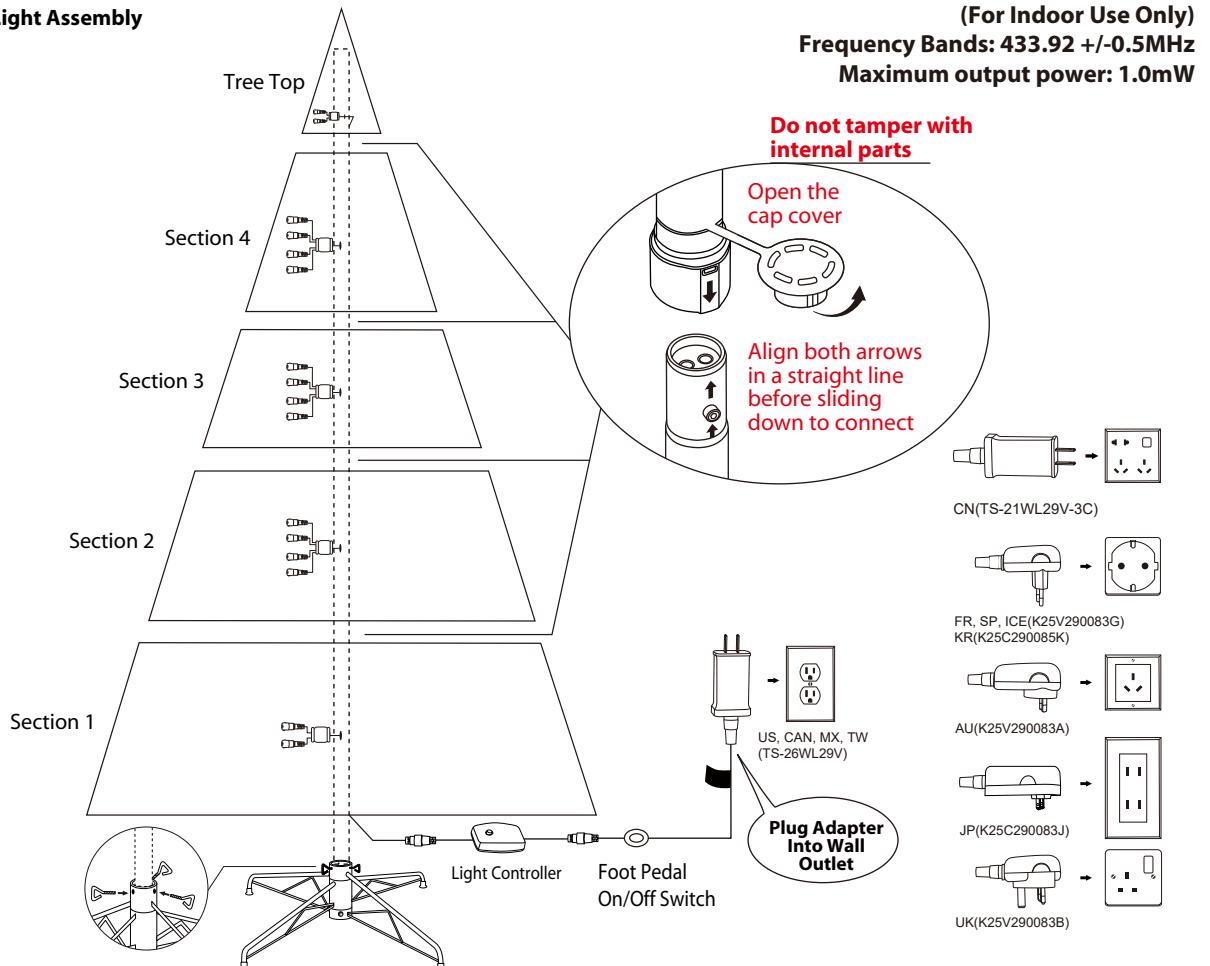 Light Assembly
(For Indoor Use Only)
Frequency Bands: 433.92 +/-0.5MHz
Maximum output power: 1.0mW
Tree Top
Do not tamper with
internal parts
Open the
cap cover
Section 4
Align both arrows
in a straight line
before sliding
down to connect
Section 3
CN(TS-21WL29V-3C)
Section 2
FR, SP, ICE(K25V290083G)
KR(K25C290085K)
Section 1
US, CAN, MX, TW
(TS-26WL29V)
AU(K25V290083A)
Plug Adapter
Into Wall
Outlet
JP(K25C290083J)
Light Controller
Foot Pedal
On/Off Switch
UK(K25V290083B)